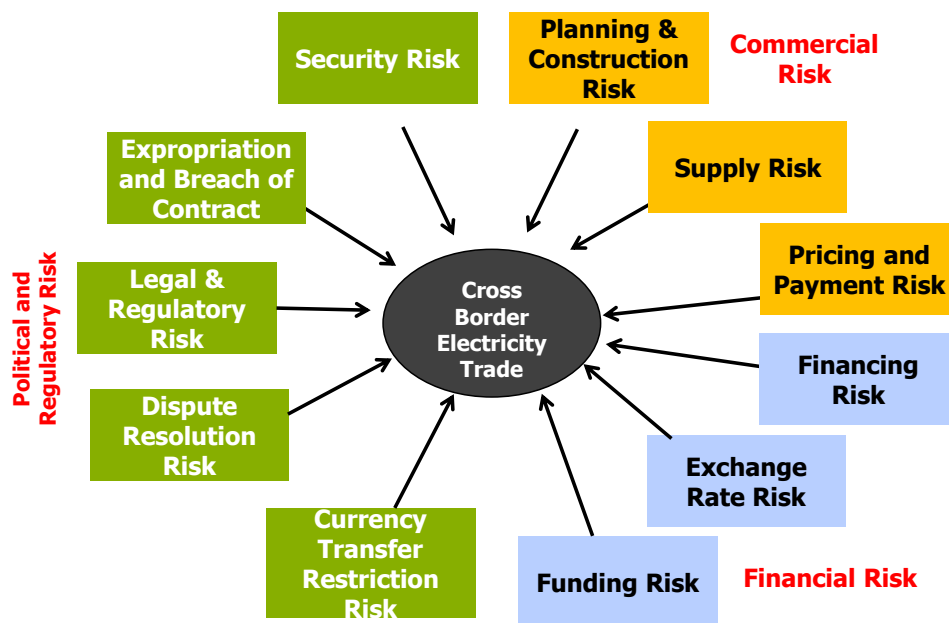 Security Risk
Planning &
Construction
Risk
Commercial
Risk
Expropriation
and Breach of
Contract
Supply Risk
Political and
Regulatory Risk
Legal &
Regulatory
Risk
Cross
Border
Electricity
Trade
Pricing and
Payment Risk
Financing
Risk
Dispute
Resolution
Risk
Exchange
Rate Risk
Currency
Transfer
Restriction
Risk
Funding Risk
Financial Risk